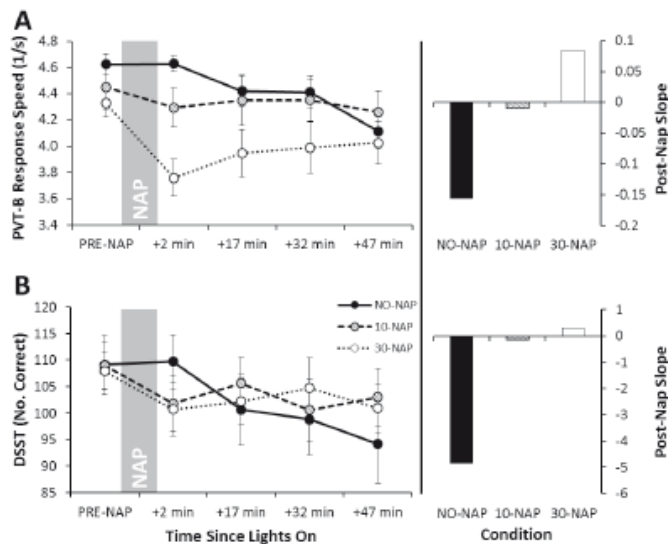 A
PVT-B Response Speed (1/s)
4.8
4.6
4.4
4.2
4.0
3.8
3.6
3.4
NAP
PRE-NAP +2 min +17 min +32 min +47 min
0.1
0.05
0
-0.05
-0.1
-0.15
-0.2
Post-Nap Slope
NO-NAP 10-NAP 30-NAP
B
DSST (No. Correct)
120
115
110
105
100
95
90
85
NAP
NO-NAP
10-NAP
30-NAP
PRE-NAP +2 min +17 min +32 min +47 min
Time Since Lights On
1
0
-1
-2
-3
-4
-5
-6
Post-Nap Slope
NO-NAP 10-NAP 30-NAP
Condition